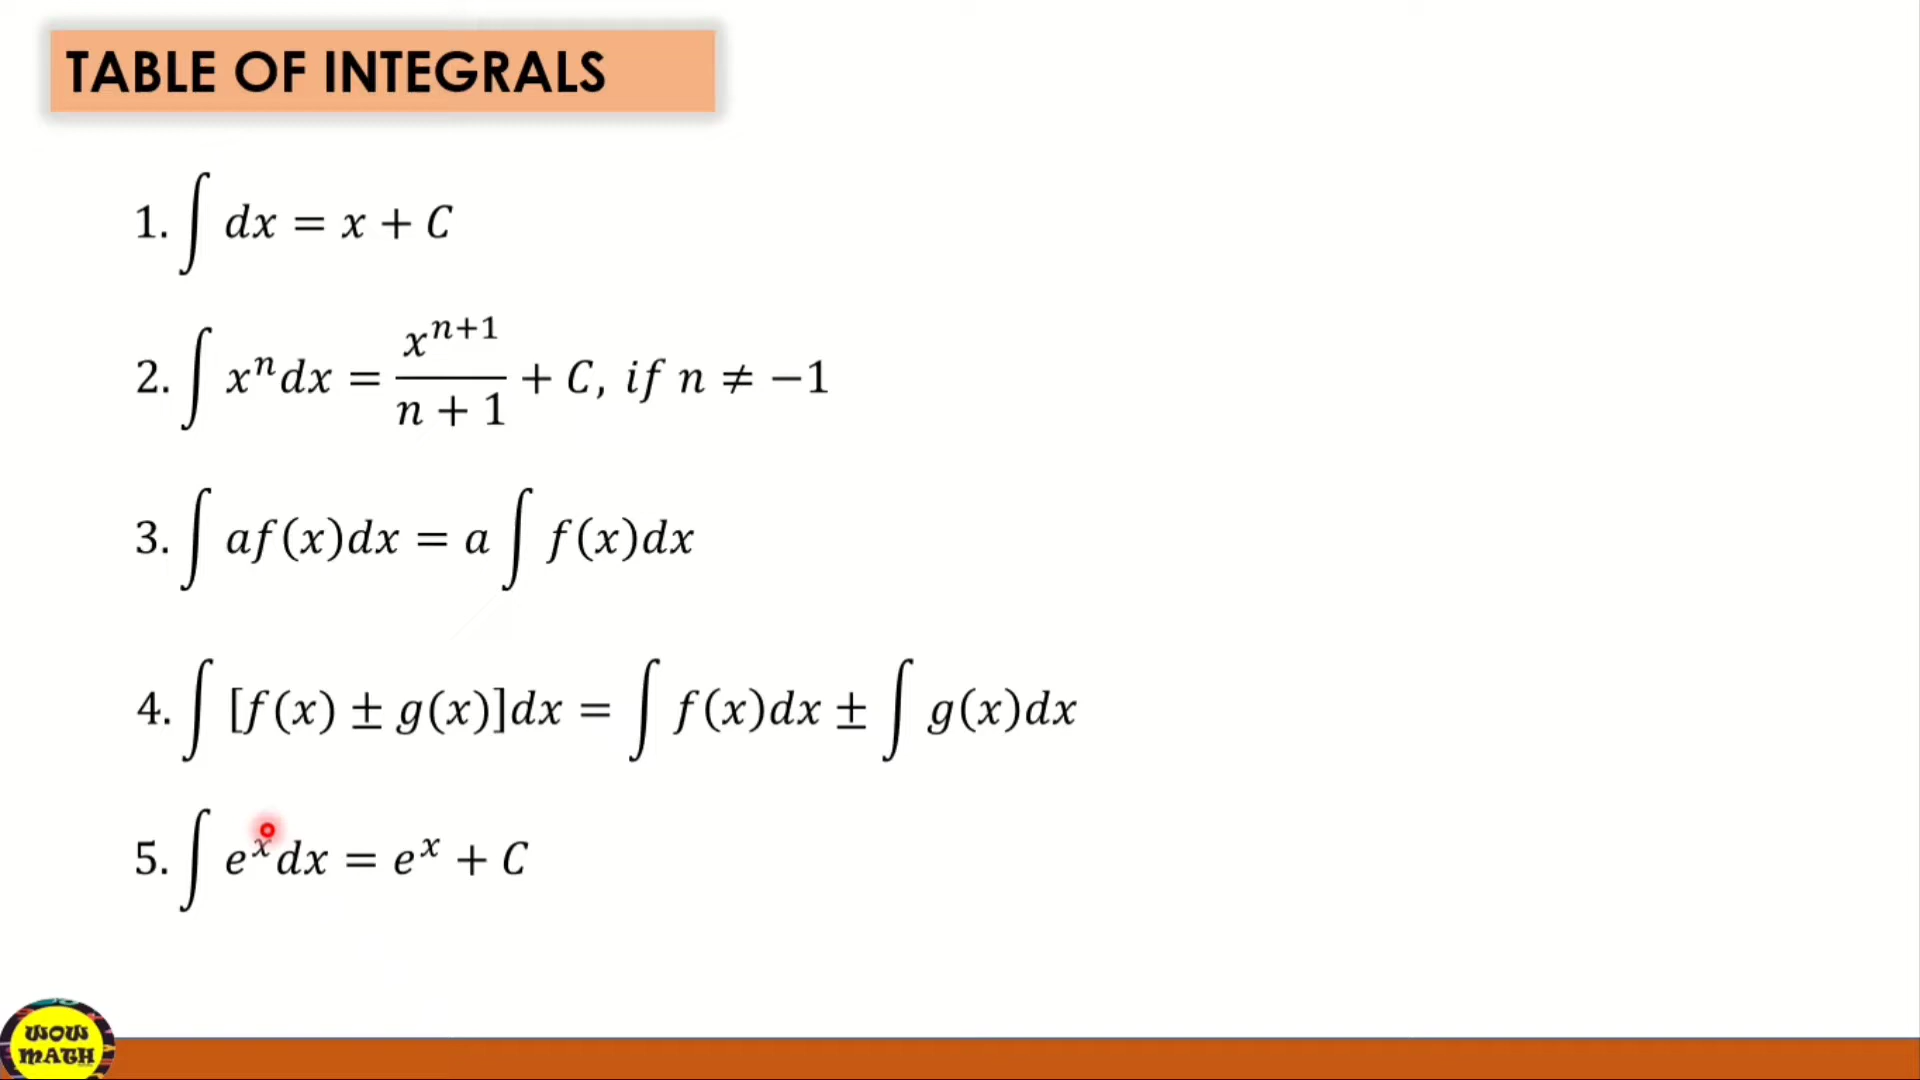 TABLE OF INTEGRALS
1. ∫ dx = x + C
2. ∫ xⁿdx = xⁿ⁺¹/(n + 1) + C, if n ≠ −1
3. ∫ af(x)dx = a ∫ f(x)dx
4. ∫ [f(x) ± g(x)]dx = ∫ f(x)dx ± ∫ g(x)dx
5. ∫ eˣdx = eˣ + C
WOW
MATH